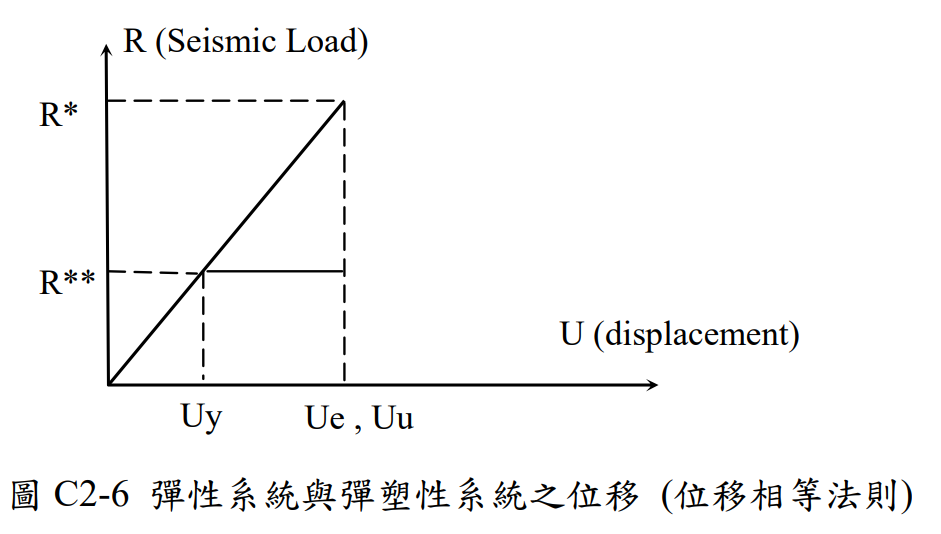 R (Seismic Load)
R*
R**
U (displacement)
Uy
Ue , Uu
圖 C2-6 彈性系統與彈塑性系統之位移 (位移相等法則)